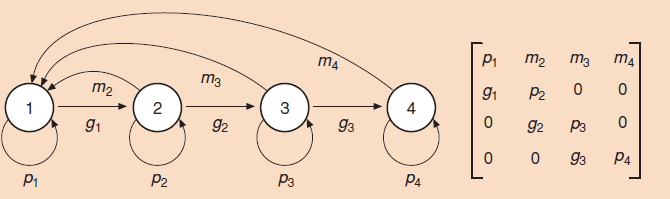 m₄
m₂ m₃
1 2 3 4
g₁ g₂ g₃
p₁ p₂ p₃ p₄
p₁ m₂ m₃ m₄
g₁ p₂ 0 0
0 g₂ p₃ 0
0 0 g₃ p₄